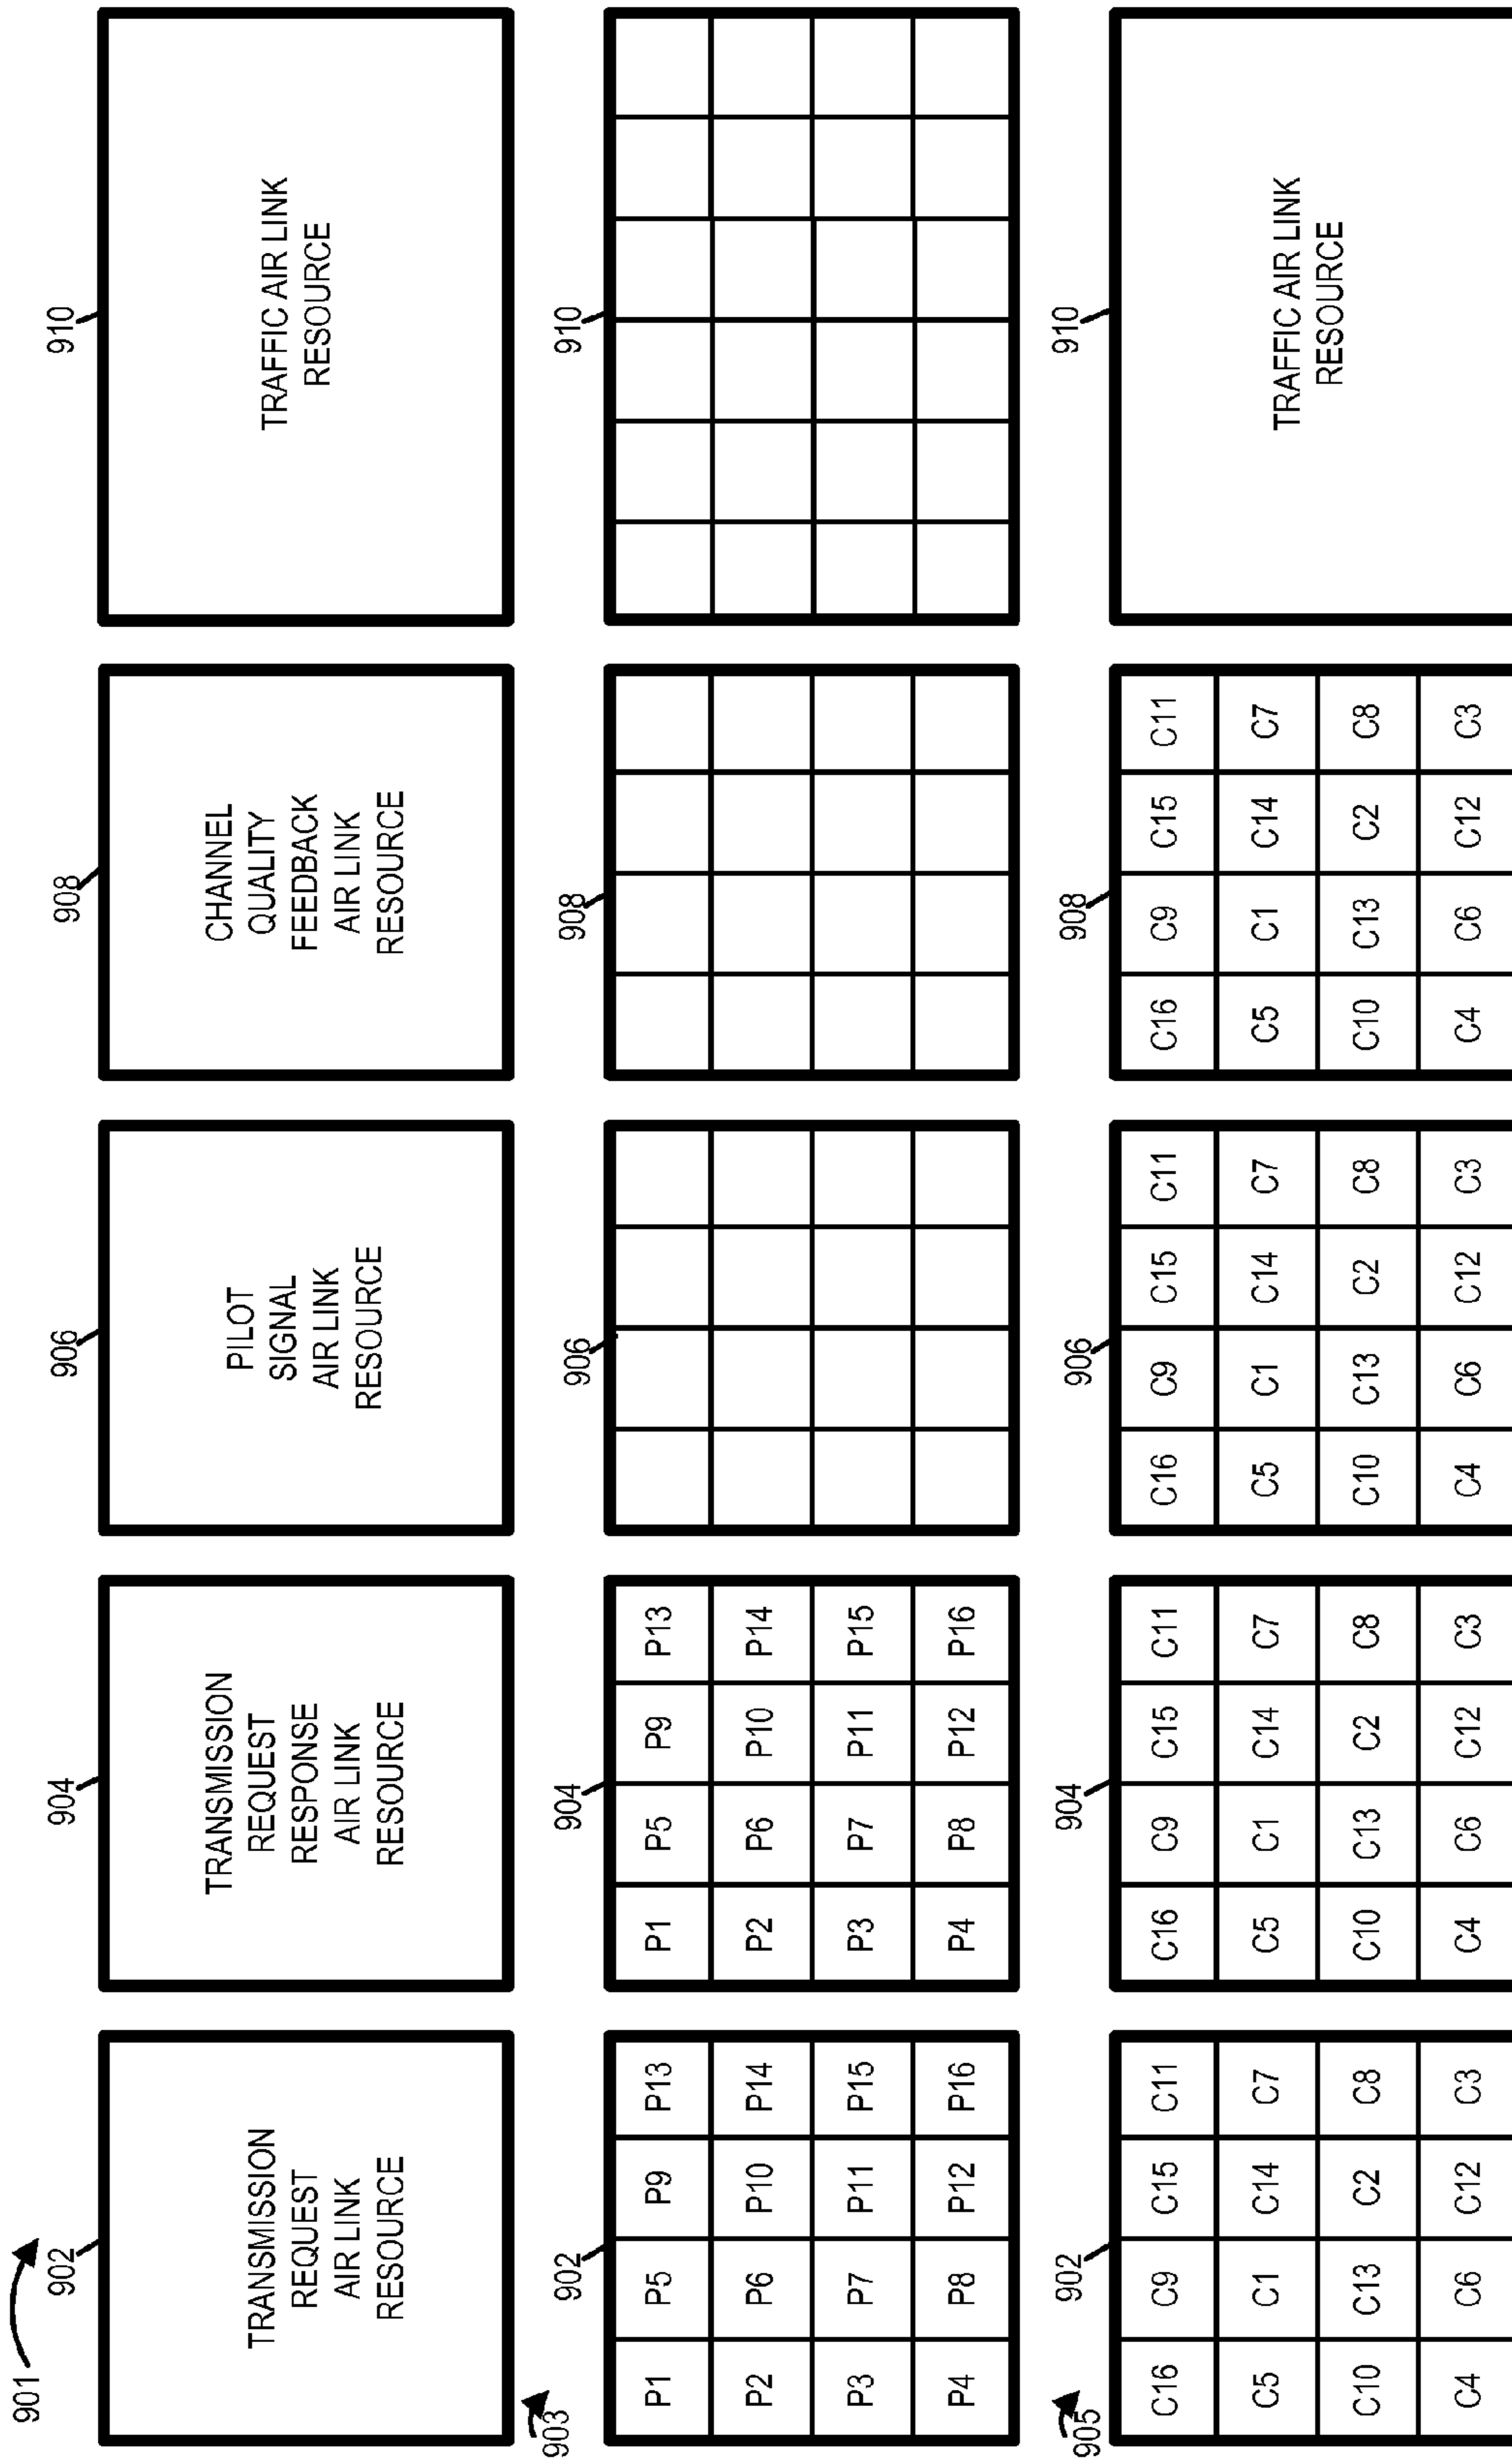 901
902
TRANSMISSION
REQUEST
AIR LINK
RESOURCE
904
TRANSMISSION
REQUEST
RESPONSE
AIR LINK
RESOURCE
906
PILOT
SIGNAL
AIR LINK
RESOURCE
908
CHANNEL
QUALITY
FEEDBACK
AIR LINK
RESOURCE
910
TRAFFIC AIR LINK
RESOURCE
903
902
P1 P5 P9 P13
P2 P6 P10 P14
P3 P7 P11 P15
P4 P8 P12 P16
904
P1 P5 P9 P13
P2 P6 P10 P14
P3 P7 P11 P15
P4 P8 P12 P16
906
908
910
905
902
C16 C9 C15 C11
C5 C1 C14 C7
C10 C13 C2 C8
C4 C6 C12 C3
904
C16 C9 C15 C11
C5 C1 C14 C7
C10 C13 C2 C8
C4 C6 C12 C3
906
C16 C9 C15 C11
C5 C1 C14 C7
C10 C13 C2 C8
C4 C6 C12 C3
908
C16 C9 C15 C11
C5 C1 C14 C7
C10 C13 C2 C8
C4 C6 C12 C3
910
TRAFFIC AIR LINK
RESOURCE